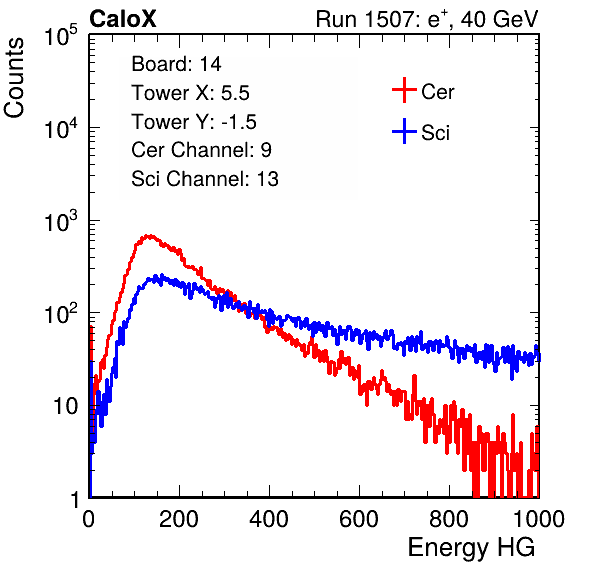 CaloX Run 1507: e⁺, 40 GeV
Counts
Board: 14
Tower X: 5.5
Tower Y: -1.5
Cer Channel: 9
Sci Channel: 13
Cer
Sci
10⁵
10⁴
10³
10²
10
1
0 200 400 600 800 1000
Energy HG